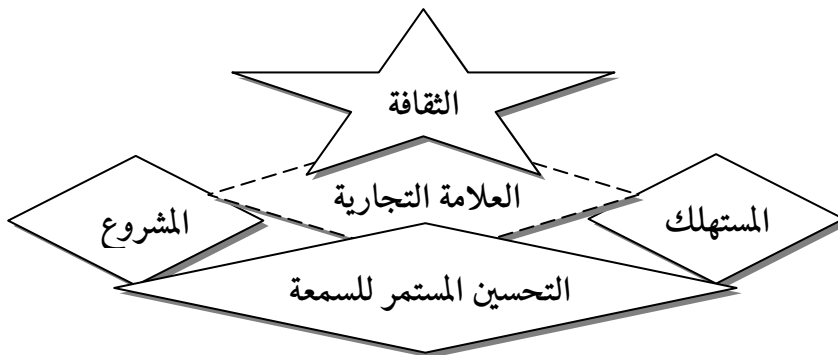 الثقافة
العلامة التجارية
المستهلك
المشروع
التحسين المستمر للسمعة